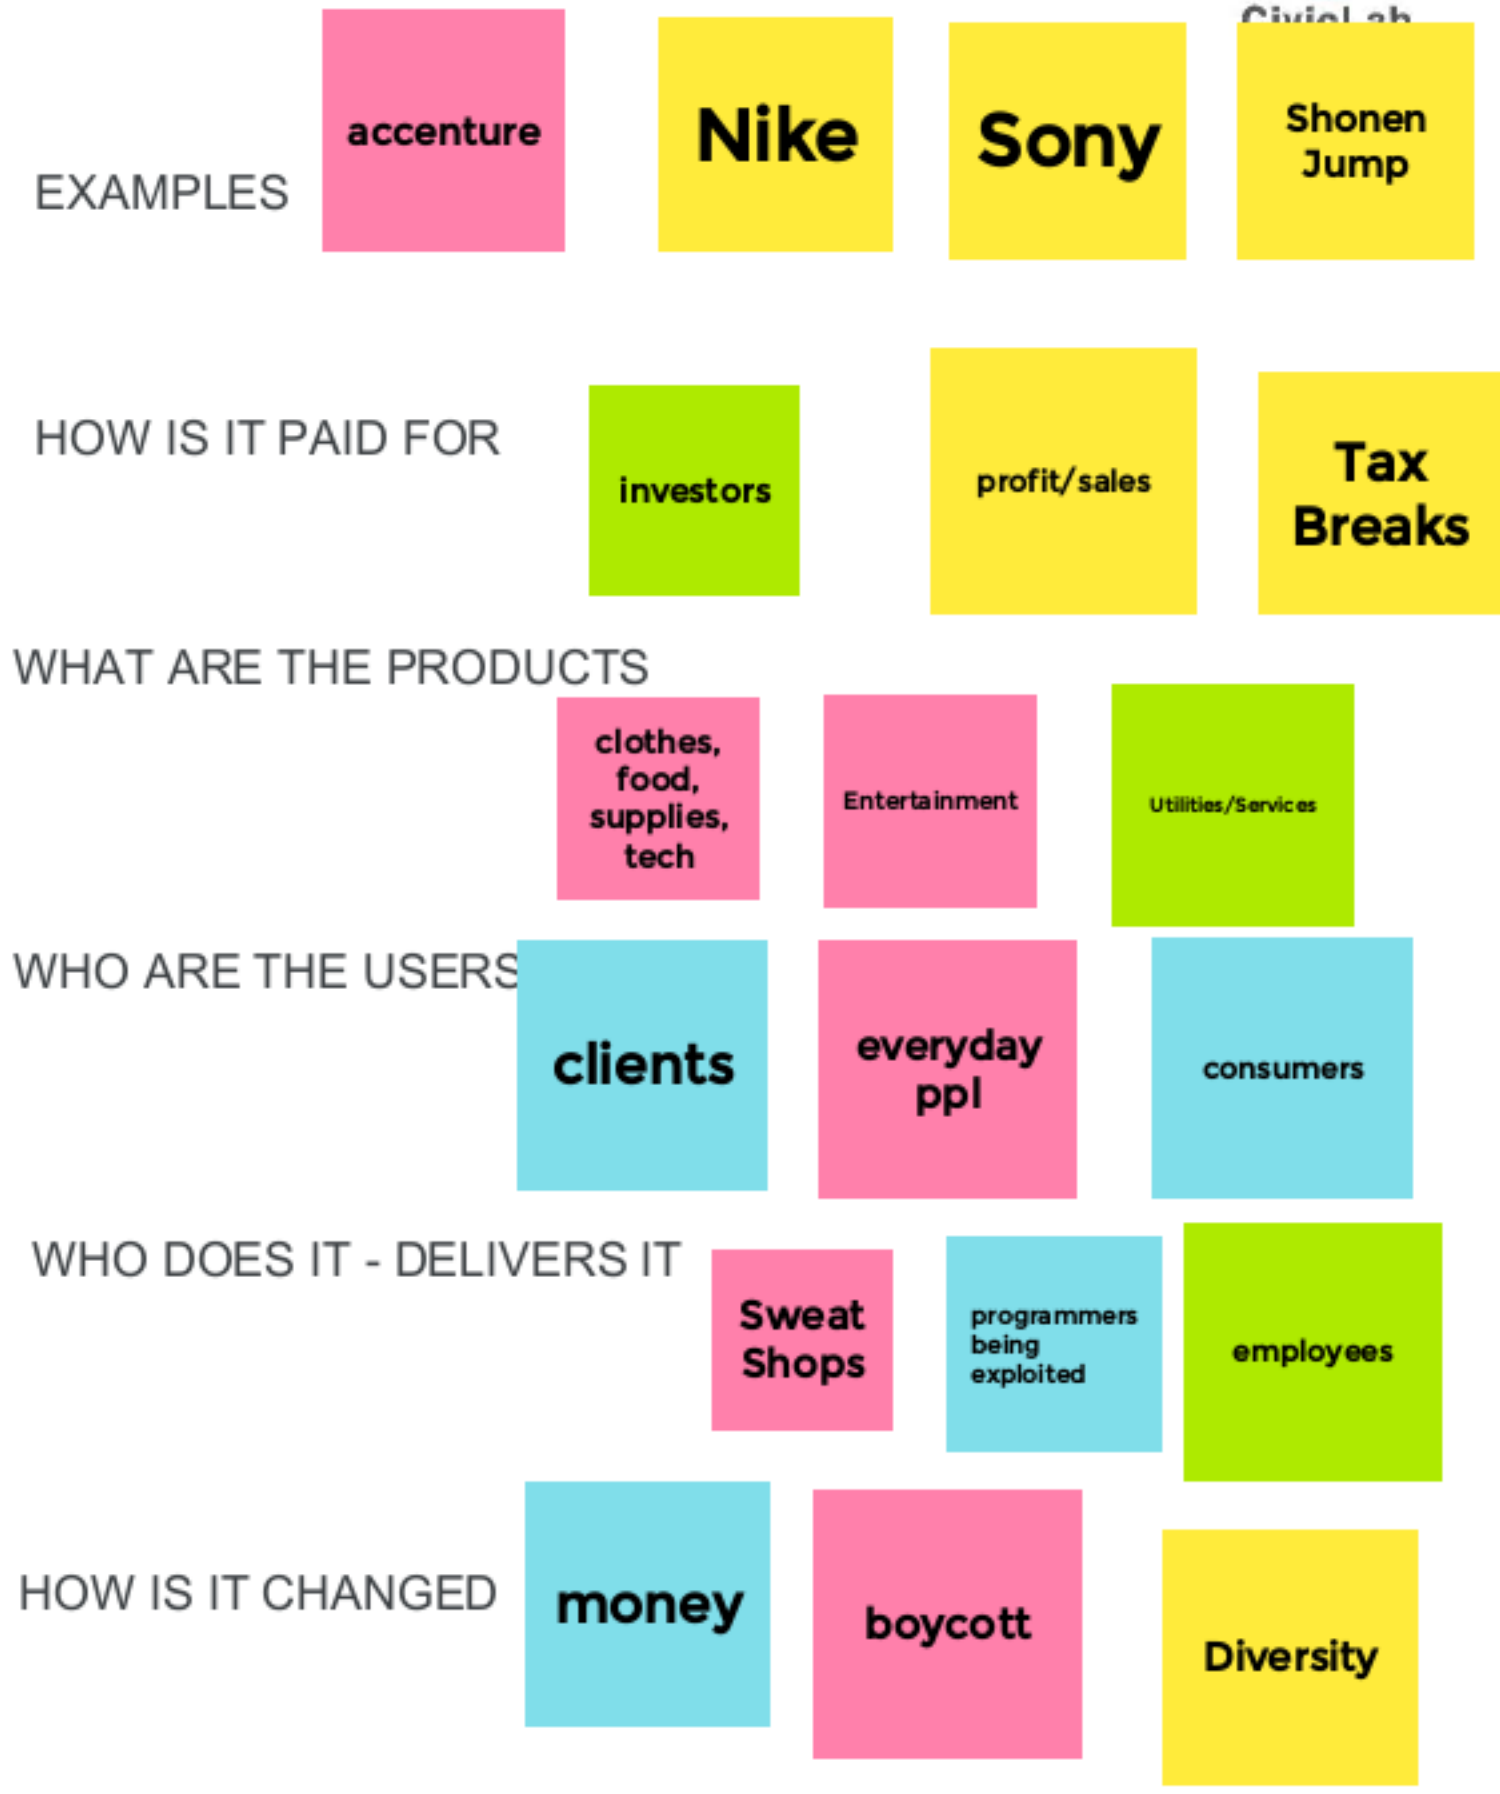 CivicLab
accenture
Nike
Sony
Shonen
Jump
EXAMPLES
HOW IS IT PAID FOR
investors
profit/sales
Tax
Breaks
WHAT ARE THE PRODUCTS
clothes,
food,
supplies,
tech
Entertainment
Utilities/Services
WHO ARE THE USERS
clients
everyday
ppl
consumers
WHO DOES IT - DELIVERS IT
Sweat
Shops
programmers
being
exploited
employees
HOW IS IT CHANGED
money
boycott
Diversity